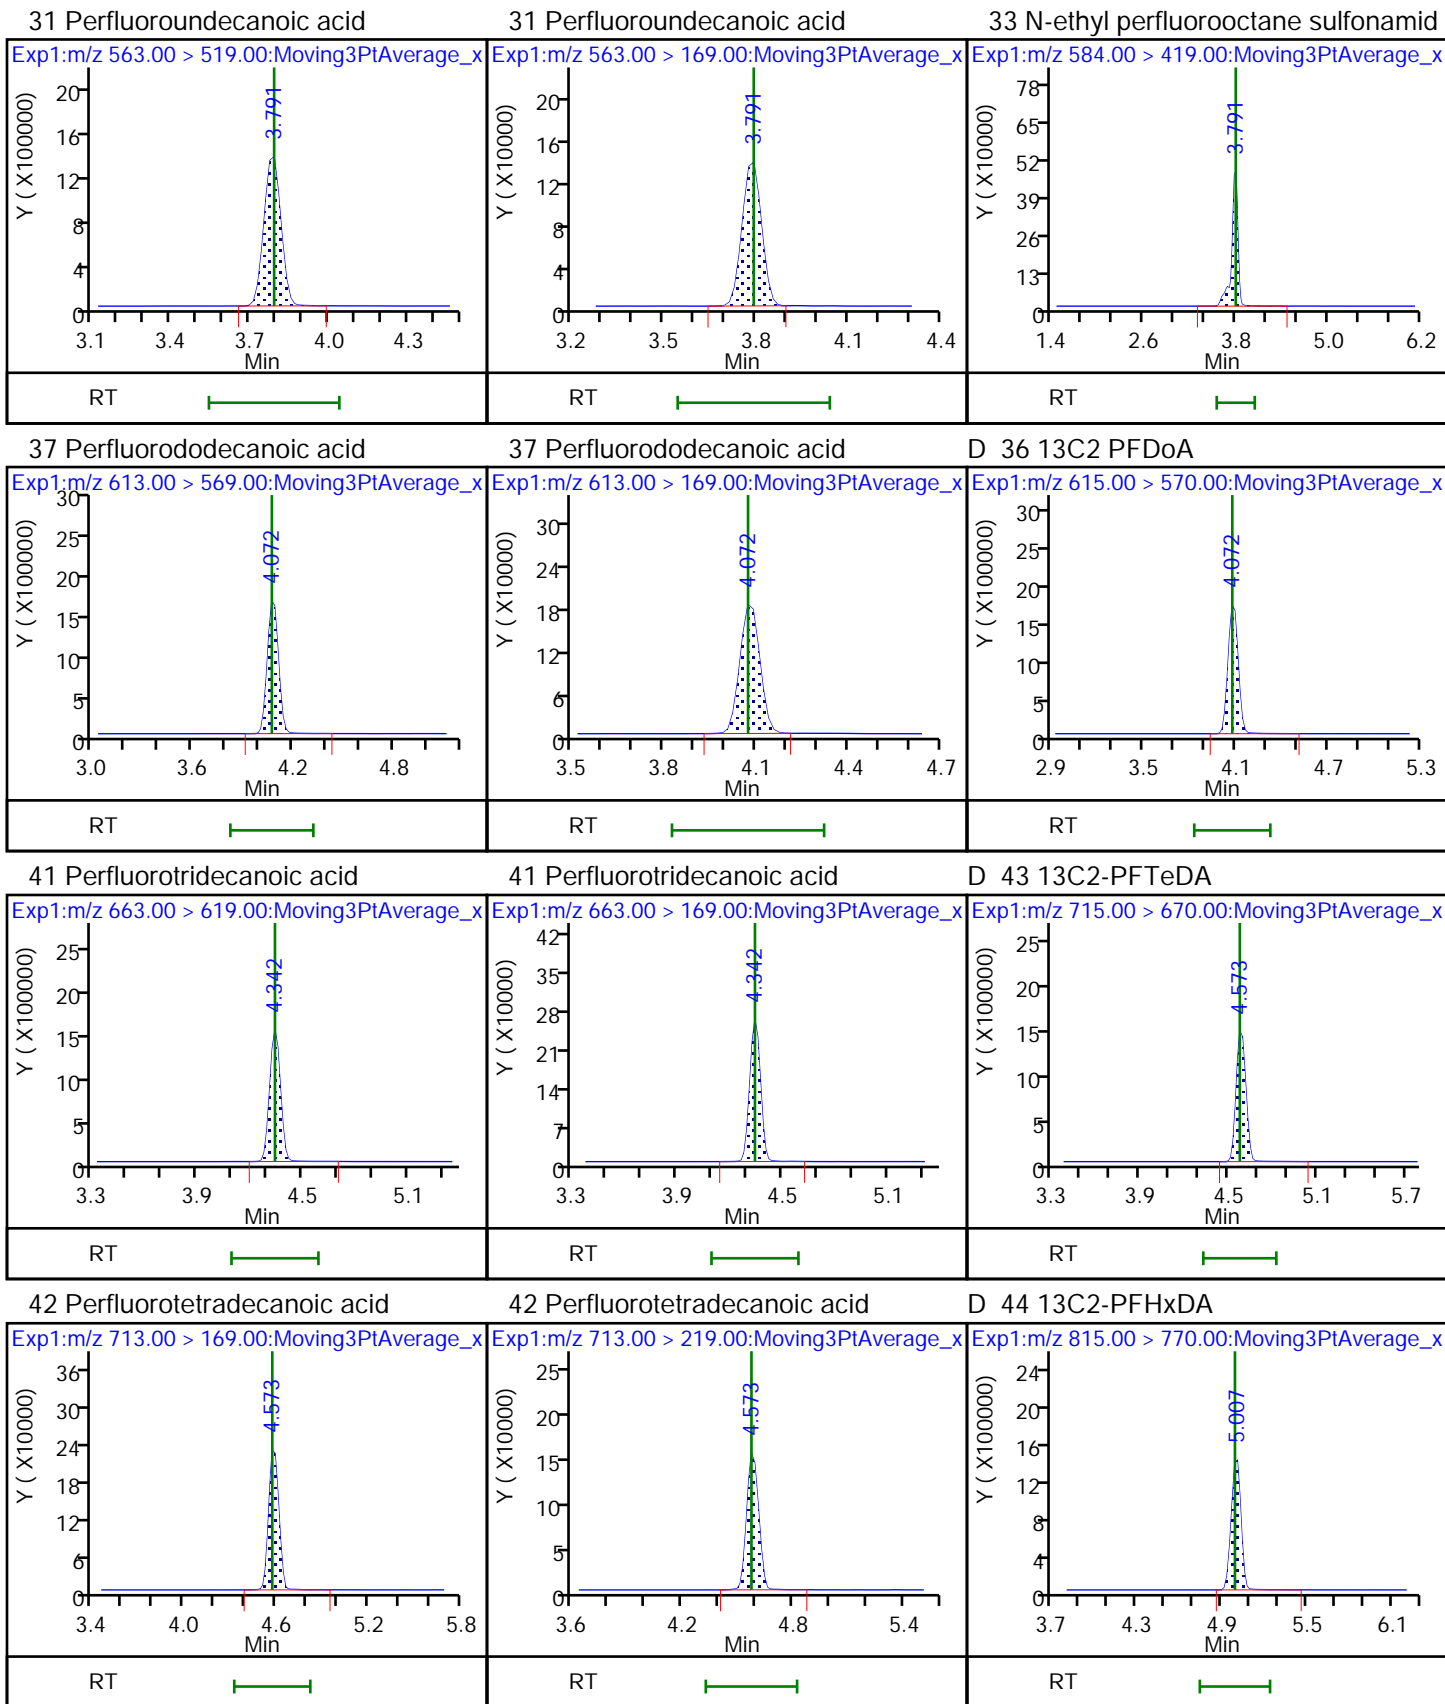 31 Perfluoroundecanoic acid
Exp1:m/z 563.00 > 519.00:Moving3PtAverage_x
Y ( X100000)
20
16
12
8
4
0
3.791
3.1 3.4 3.7 4.0 4.3
Min
RT
31 Perfluoroundecanoic acid
Exp1:m/z 563.00 > 169.00:Moving3PtAverage_x
Y ( X100000)
20
16
12
8
4
0
3.791
3.2 3.5 3.8 4.1 4.4
Min
RT
33 N-ethyl perfluorooctane sulfonamid
Exp1:m/z 584.00 > 419.00:Moving3PtAverage_x
Y ( X100000)
78
65
52
39
26
13
0
3.791
1.4 2.6 3.8 5.0 6.2
Min
RT
37 Perfluorododecanoic acid
Exp1:m/z 613.00 > 569.00:Moving3PtAverage_x
Y ( X100000)
30
25
20
15
10
5
0
4.072
3.0 3.6 4.2 4.8
Min
RT
37 Perfluorododecanoic acid
Exp1:m/z 613.00 > 169.00:Moving3PtAverage_x
Y ( X100000)
30
24
18
12
6
0
4.072
3.5 3.8 4.1 4.4 4.7
Min
RT
D 36 13C2 PFDoA
Exp1:m/z 615.00 > 570.00:Moving3PtAverage_x
Y ( X100000)
30
25
20
15
10
5
0
4.072
2.9 3.5 4.1 4.7 5.3
Min
RT
41 Perfluorotridecanoic acid
Exp1:m/z 663.00 > 619.00:Moving3PtAverage_x
Y ( X100000)
25
20
15
10
5
0
4.342
3.3 3.9 4.5 5.1
Min
RT
41 Perfluorotridecanoic acid
Exp1:m/z 663.00 > 169.00:Moving3PtAverage_x
Y ( X100000)
42
35
28
21
14
7
0
4.342
3.3 3.9 4.5 5.1
Min
RT
D 43 13C2-PFTeDA
Exp1:m/z 715.00 > 670.00:Moving3PtAverage_x
Y ( X100000)
25
20
15
10
5
0
4.573
3.3 3.9 4.5 5.1 5.7
Min
RT
42 Perfluorotetradecanoic acid
Exp1:m/z 713.00 > 169.00:Moving3PtAverage_x
Y ( X100000)
36
30
24
18
12
6
0
4.573
3.4 4.0 4.6 5.2 5.8
Min
RT
42 Perfluorotetradecanoic acid
Exp1:m/z 713.00 > 219.00:Moving3PtAverage_x
Y ( X100000)
25
20
15
10
5
0
4.573
3.6 4.2 4.8 5.4
Min
RT
D 44 13C2-PFHxDA
Exp1:m/z 815.00 > 770.00:Moving3PtAverage_x
Y ( X100000)
24
20
16
12
8
4
0
5.007
3.7 4.3 4.9 5.5 6.1
Min
RT